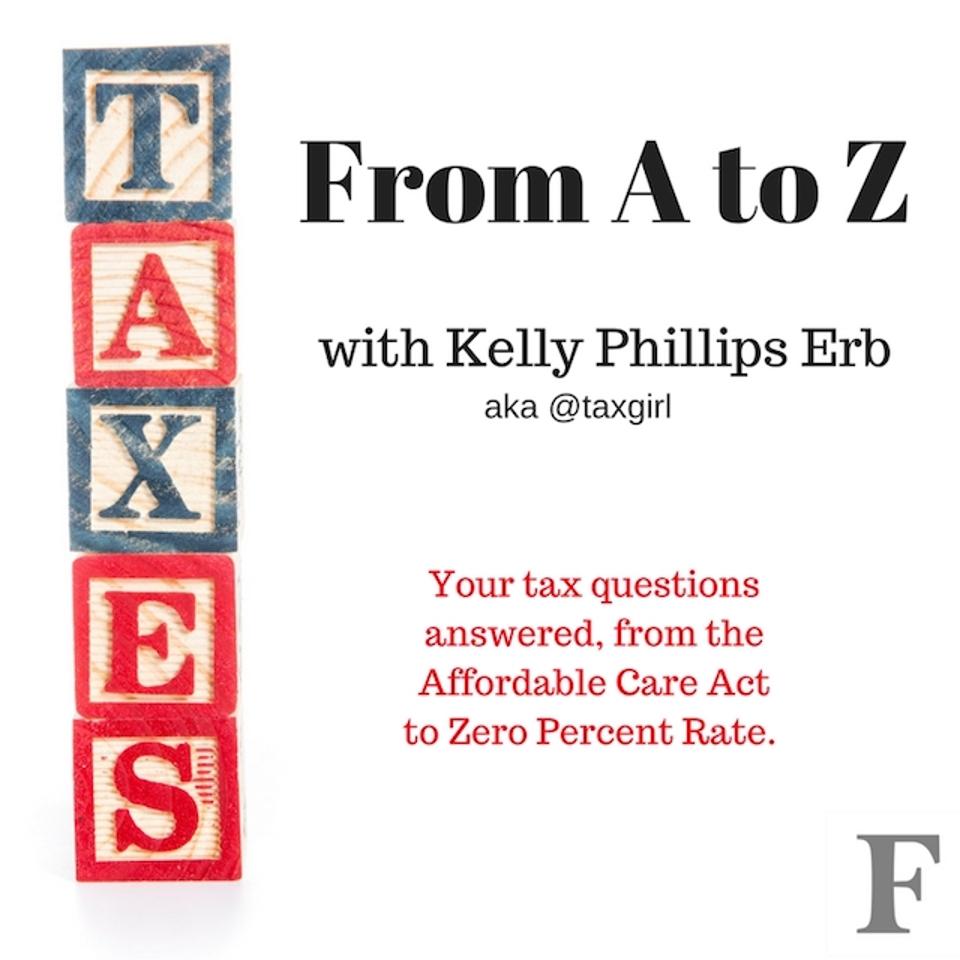 T
A
X
E
S
From A to Z
with Kelly Phillips Erb
aka @taxgirl
Your tax questions
answered, from the
Affordable Care Act
to Zero Percent Rate.
F